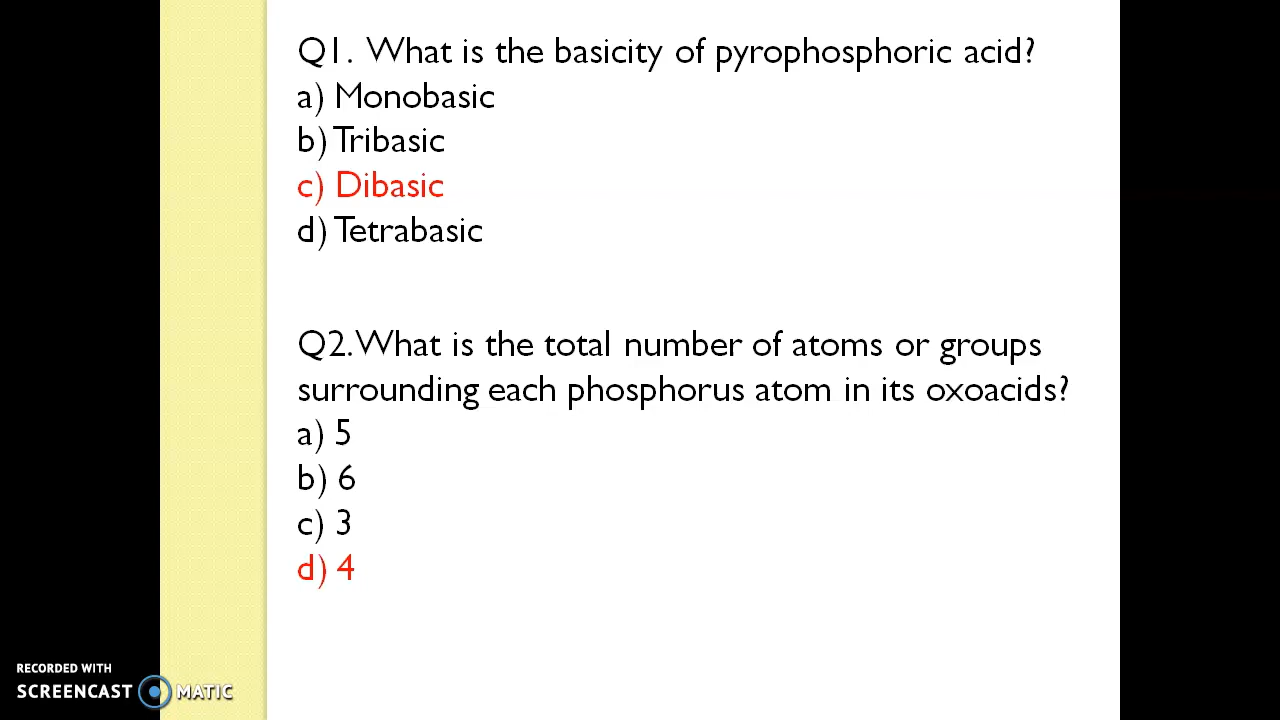 Q1. What is the basicity of pyrophosphoric acid?
a) Monobasic
b) Tribasic
c) Dibasic
d) Tetrabasic
Q2. What is the total number of atoms or groups
surrounding each phosphorus atom in its oxoacids?
a) 5
b) 6
c) 3
d) 4
RECORDED WITH
SCREENCAST MATIC